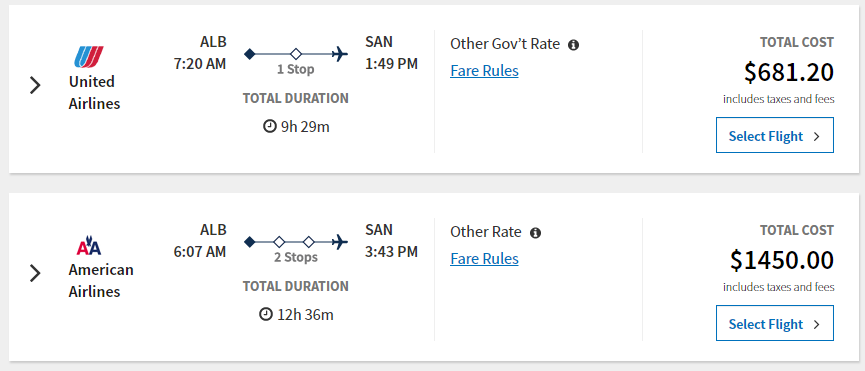 United
Airlines
ALB
7:20 AM
1 Stop
SAN
1:49 PM
TOTAL DURATION
9h 29m
Other Gov't Rate
Fare Rules
TOTAL COST
$681.20
includes taxes and fees
Select Flight
AA
American
Airlines
ALB
6:07 AM
2 Stops
SAN
3:43 PM
TOTAL DURATION
12h 36m
Other Rate
Fare Rules
TOTAL COST
$1450.00
includes taxes and fees
Select Flight